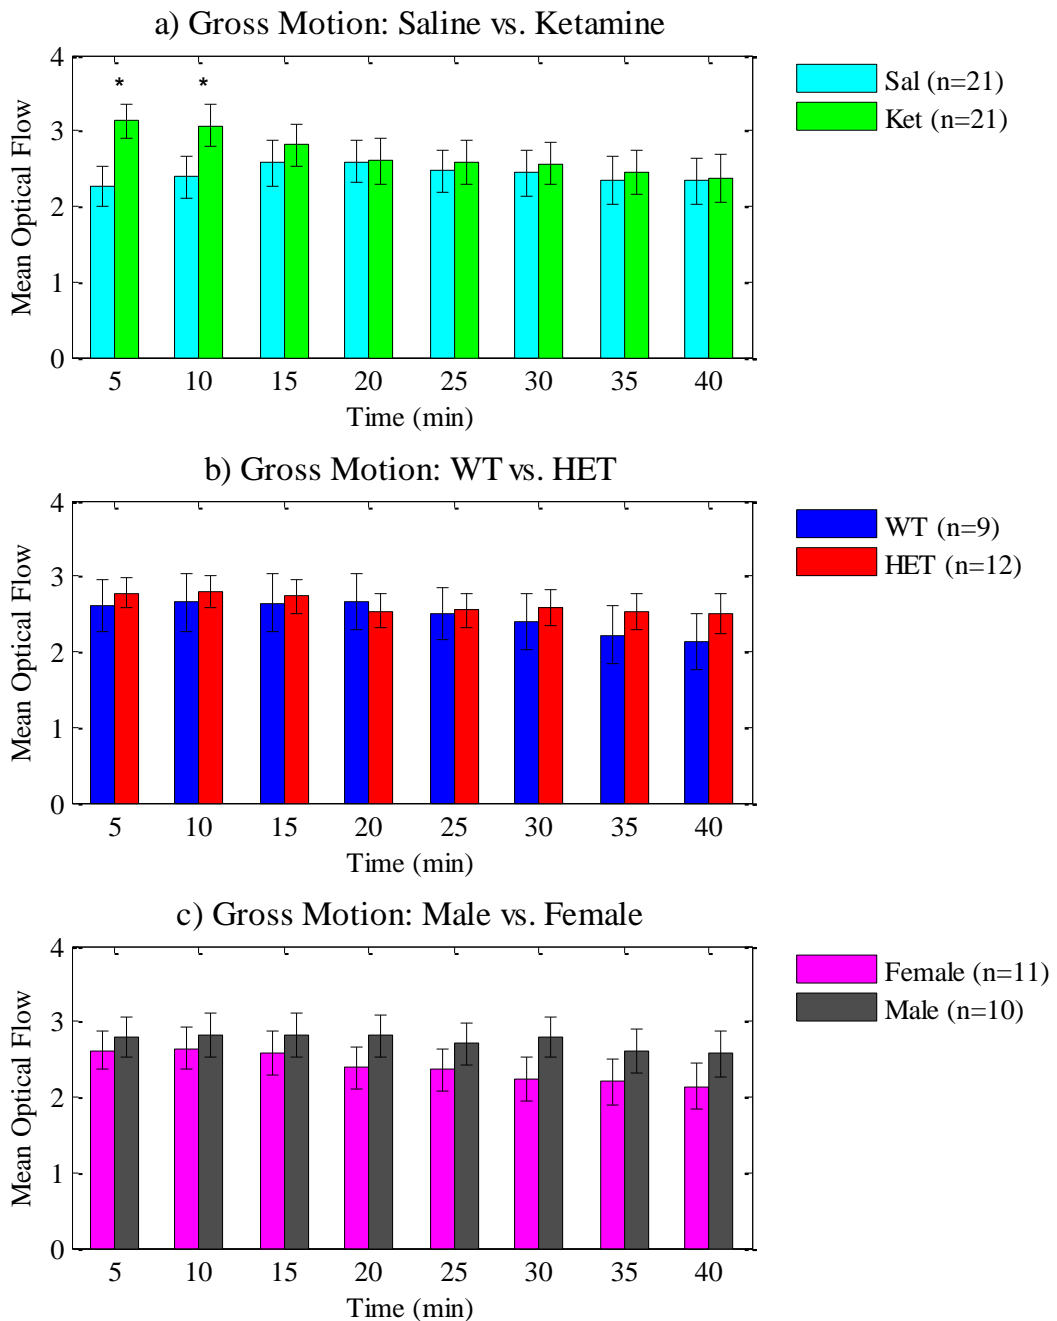 a) Gross Motion: Saline vs. Ketamine
4
3
2
1
0
Mean Optical Flow
* *
5 10 15 20 25 30 35 40
Time (min)
Sal (n=21)
Ket (n=21)
b) Gross Motion: WT vs. HET
4
3
2
1
0
Mean Optical Flow
5 10 15 20 25 30 35 40
Time (min)
WT (n=9)
HET (n=12)
c) Gross Motion: Male vs. Female
4
3
2
1
0
Mean Optical Flow
5 10 15 20 25 30 35 40
Time (min)
Female (n=11)
Male (n=10)